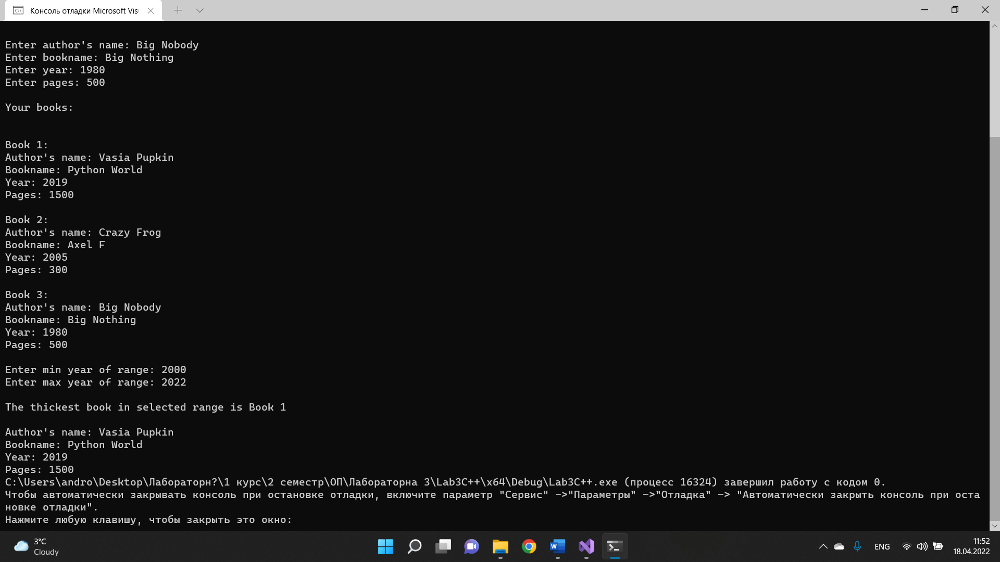 Консоль отладки Microsoft Vis
Enter author's name: Big Nobody
Enter bookname: Big Nothing
Enter year: 1980
Enter pages: 500
Your books:
Book 1:
Author's name: Vasia Pupkin
Bookname: Python World
Year: 2019
Pages: 1500
Book 2:
Author's name: Crazy Frog
Bookname: Axel F
Year: 2005
Pages: 300
Book 3:
Author's name: Big Nobody
Bookname: Big Nothing
Year: 1980
Pages: 500
Enter min year of range: 2000
Enter max year of range: 2022
The thickest book in selected range is Book 1
Author's name: Vasia Pupkin
Bookname: Python World
Year: 2019
Pages: 1500
C:\Users\andro\Desktop\Лабораторн?\1 курс\2 семестр\ОП\Лабораторна 3\Lab3C++\x64\Debug\Lab3C++.exe (процесс 16324) завершил работу с кодом 0.
Чтобы автоматически закрывать консоль при остановке отладки, включите параметр "Сервис" ->"Параметры" ->"Отладка" -> "Автоматически закрыть консоль при оста
новке отладки".
Нажмите любую клавишу, чтобы закрыть это окно:
3°C
Cloudy
ENG
11:52
18.04.2022